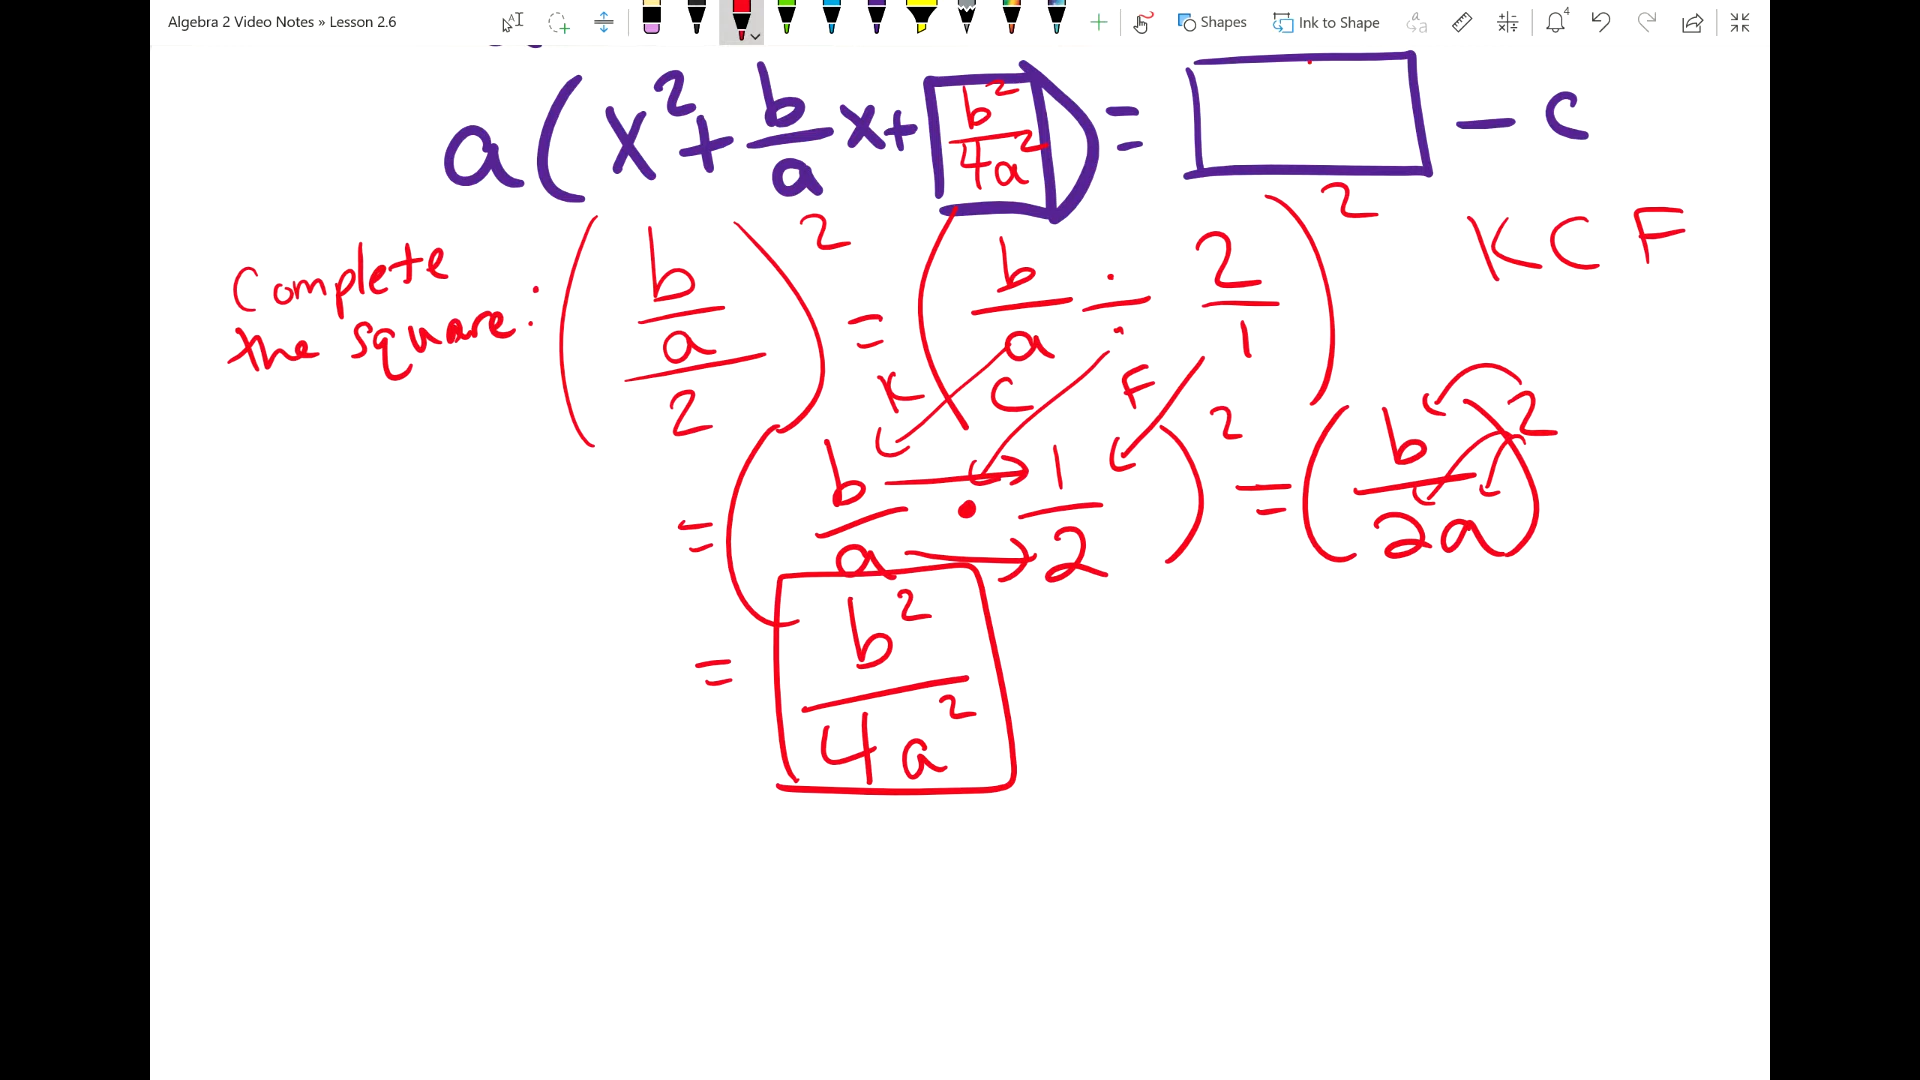 Algebra 2 Video Notes » Lesson 2.6
Shapes
Ink to Shape
4
a(x² + b/a x + b²/4a²) = □ - c
Complete the square: ((b/a)/2)² = (b/a ÷ 2/1)² K C F
K C F
= (b/a · 1/2)² = (b/2a)²
= b²/4a²